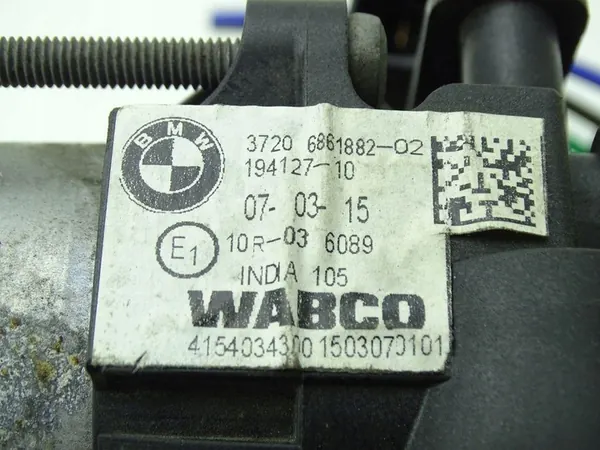 BMW
3720 6861882-02
194127-10
07-03-15
E1
10R-03 6089
INDIA 105
WABCO
4154034300 1503070101